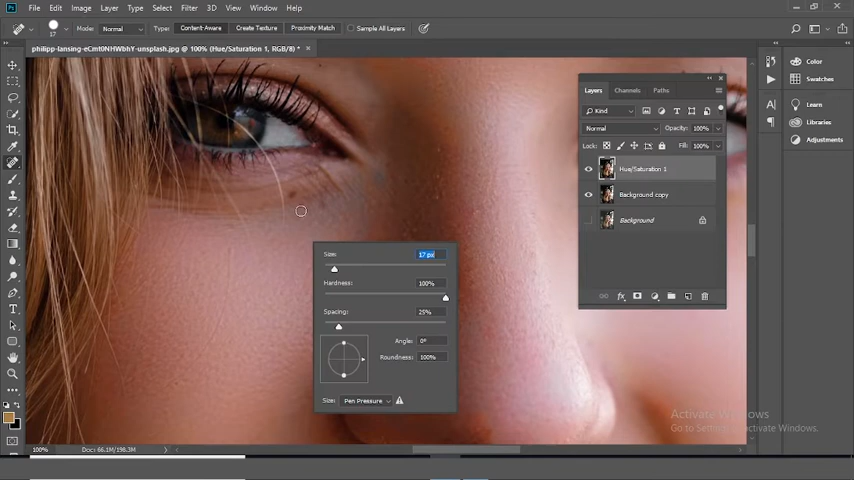 Ps File Edit Image Layer Type Select Filter 3D View Window Help
17 Mode: Normal Type: Content-Aware Create Texture Proximity Match Sample All Layers
philipp-lansing-eCmt0NHWbhY-unsplash.jpg @ 100% (Hue/Saturation 1, RGB/8) * ×
Layers Channels Paths
Kind
Normal Opacity: 100%
Lock: Fill: 100%
Hue/Saturation 1
Background copy
Background
fx
Color
Swatches
Learn
Libraries
Adjustments
Size: 17 px
Hardness: 100%
Spacing: 25%
Angle: 0°
Roundness: 100%
Size: Pen Pressure
Activate Windows
Go to Settings to activate Windows.
100% Doc: 66.1M/198.3M